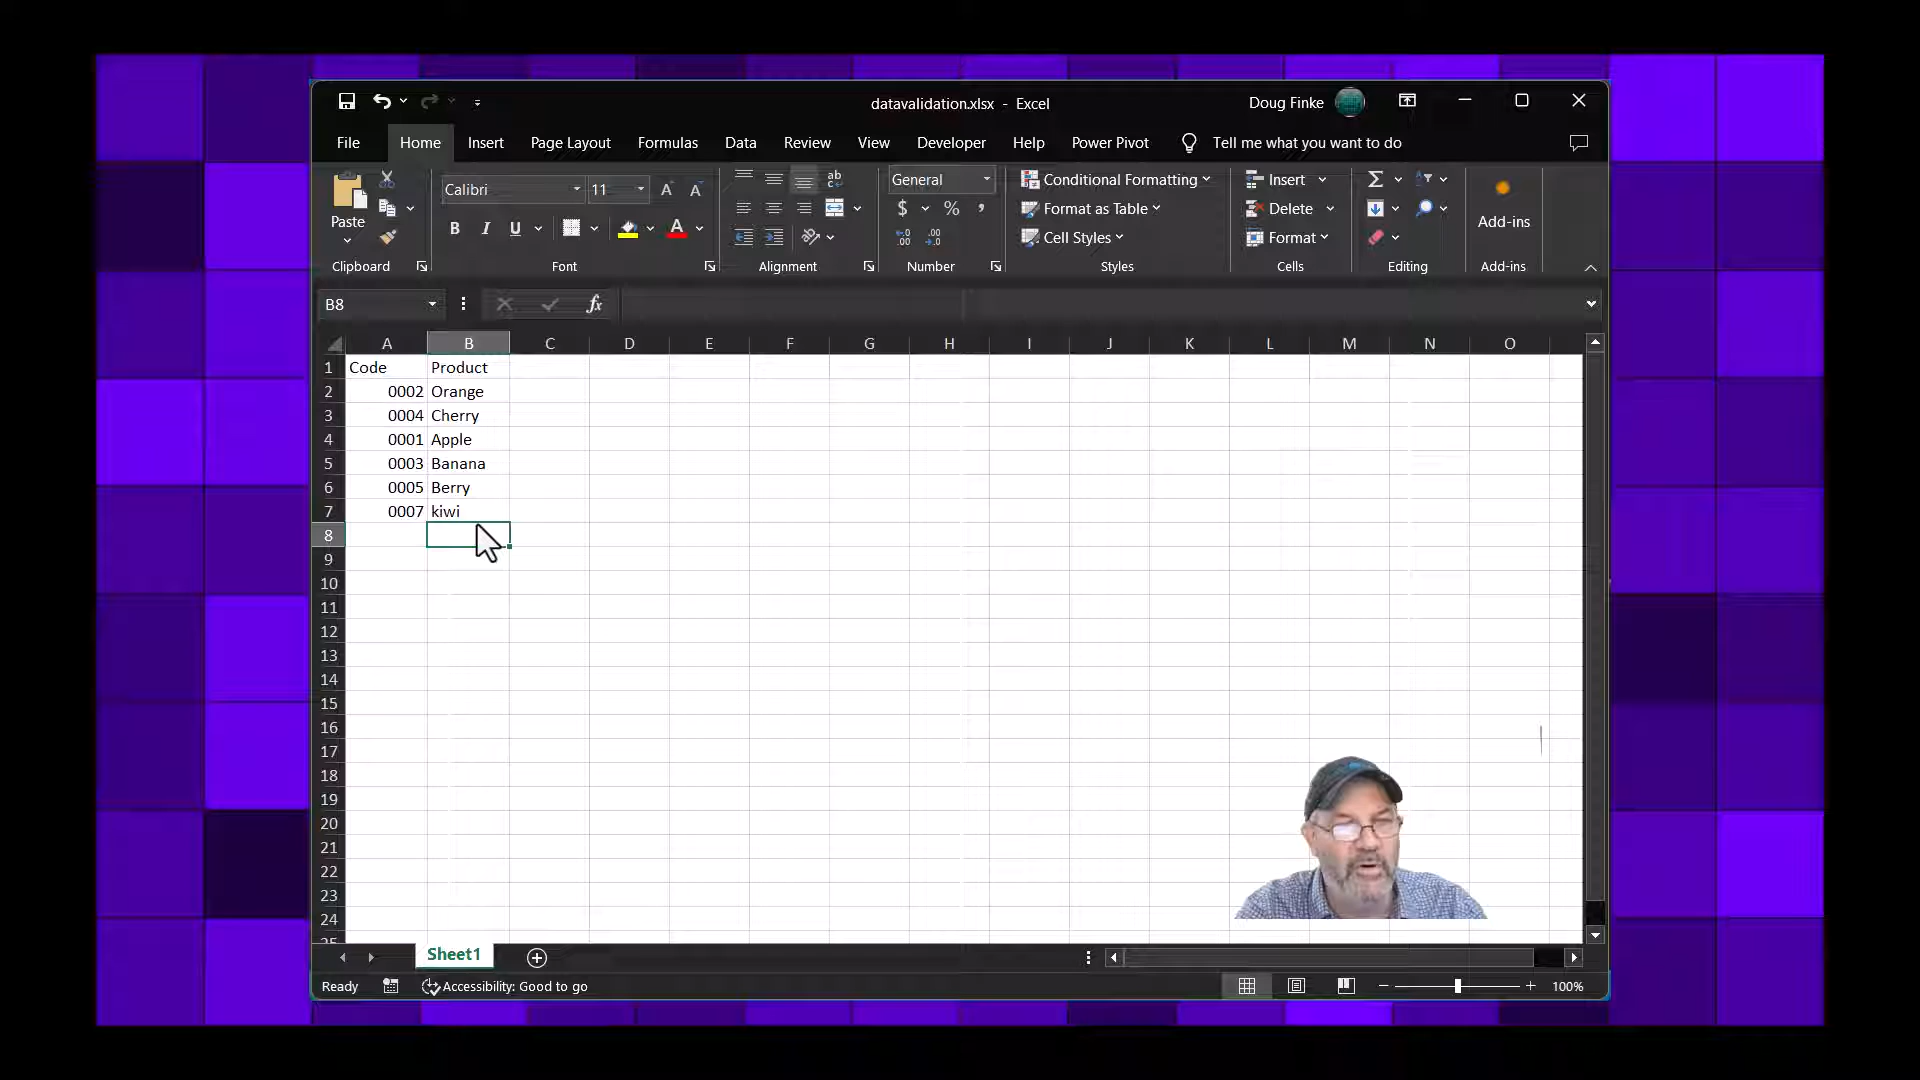 datavalidation.xlsx - Excel
Doug Finke
File Home Insert Page Layout Formulas Data Review View Developer Help Power Pivot Tell me what you want to do
Paste
Clipboard
Calibri 11
A A
B I U A
Font
ab
Alignment
General
$ % ,
.00
Number
Conditional Formatting
Format as Table
Cell Styles
Styles
Insert
Delete
Format
Cells
Σ
Editing
Add-ins
Add-ins
B8
fx
A B C D E F G H I J K L M N O
1 Code Product
2 0002 Orange
3 0004 Cherry
4 0001 Apple
5 0003 Banana
6 0005 Berry
7 0007 kiwi
8
9
10
11
12
13
14
15
16
17
18
19
20
21
22
23
24
25
Sheet1
Ready Accessibility: Good to go 100%